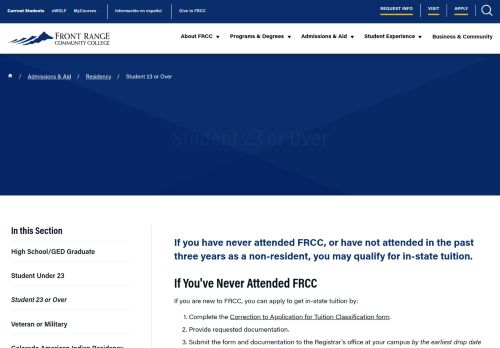 Current Students eWOLF MyCourses Información en español Give to FRCC REQUEST INFO VISIT APPLY
FRONT RANGE
COMMUNITY COLLEGE
About FRCC Programs & Degrees Admissions & Aid Student Experience Business & Community
/ Admissions & Aid / Residency / Student 23 or Over
Student 23 or Over
In this Section
High School/GED Graduate
Student Under 23
Student 23 or Over
Veteran or Military
Colorado American Indian Residency
If you have never attended FRCC, or have not attended in the past
three years as a non-resident, you may qualify for in-state tuition.
If You've Never Attended FRCC
If you are new to FRCC, you can apply to get in-state tuition by:
1. Complete the Correction to Application for Tuition Classification form.
2. Provide requested documentation.
3. Submit the form and documentation to the Registrar's office at your campus by the earliest drop date